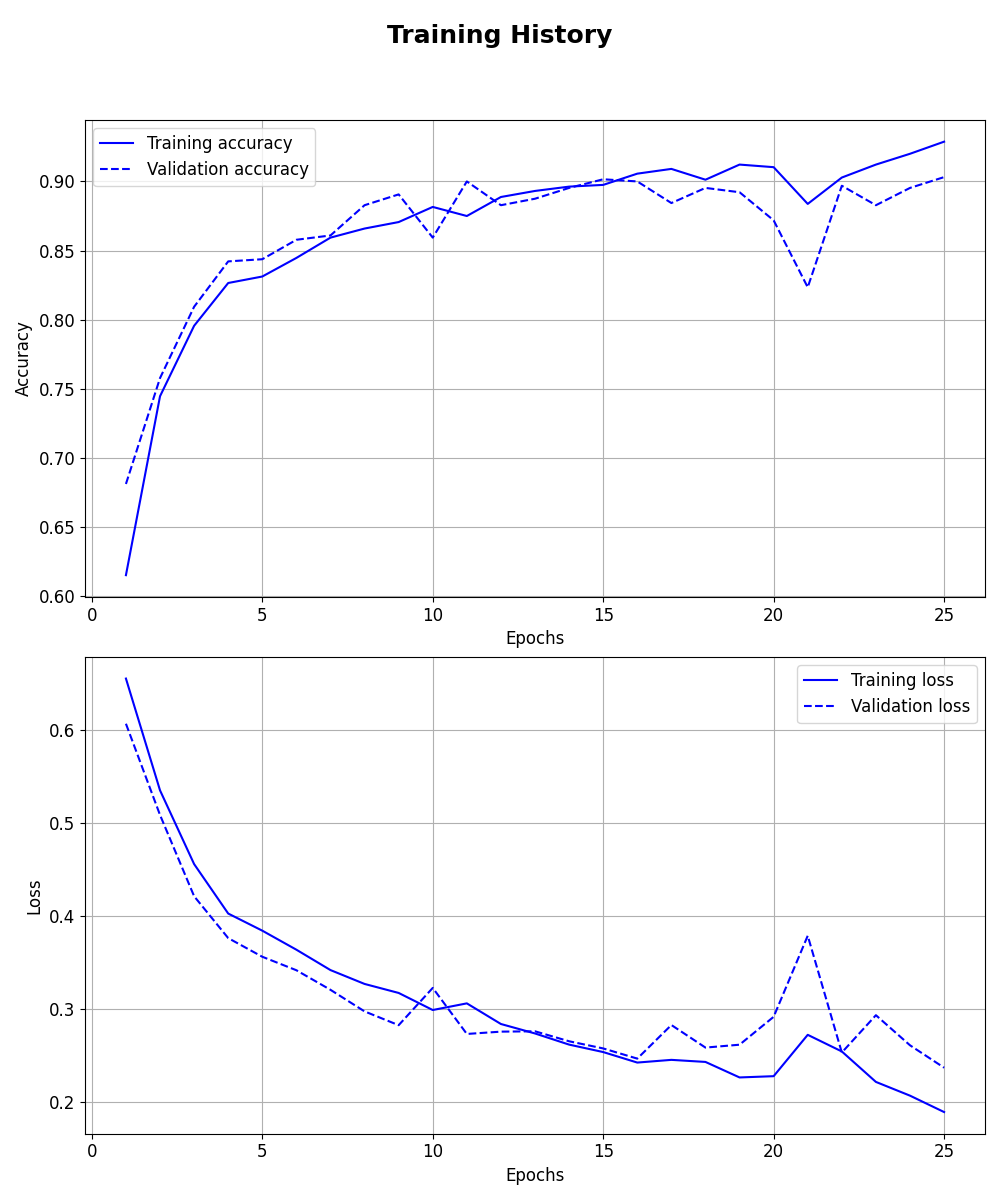 Training History
Training accuracy
Validation accuracy
0.90
0.85
0.80
0.75
0.70
0.65
0.60
Accuracy
0 5 10 15 20 25
Epochs
Training loss
Validation loss
0.6
0.5
0.4
0.3
0.2
Loss
0 5 10 15 20 25
Epochs